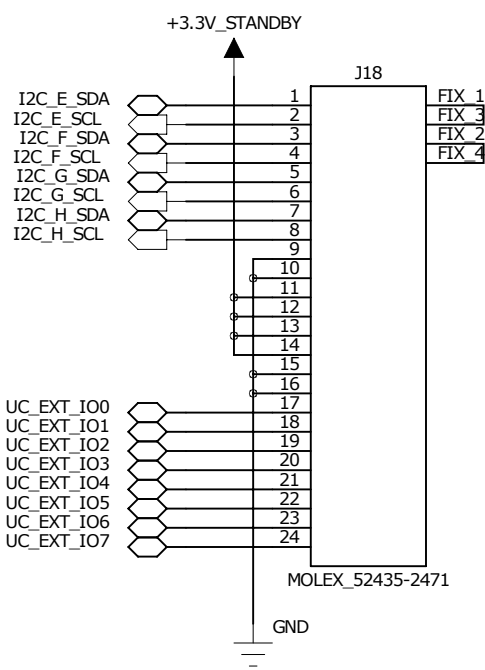 +3.3V_STANDBY
J18
I2C_E_SDA 1 FIX_1
I2C_E_SCL 2 FIX_3
I2C_F_SDA 3 FIX_2
I2C_F_SCL 4 FIX_4
I2C_G_SDA 5
I2C_G_SCL 6
I2C_H_SDA 7
I2C_H_SCL 8
9
10
11
12
13
14
15
16
UC_EXT_IO0 17
UC_EXT_IO1 18
UC_EXT_IO2 19
UC_EXT_IO3 20
UC_EXT_IO4 21
UC_EXT_IO5 22
UC_EXT_IO6 23
UC_EXT_IO7 24
MOLEX_52435-2471
GND